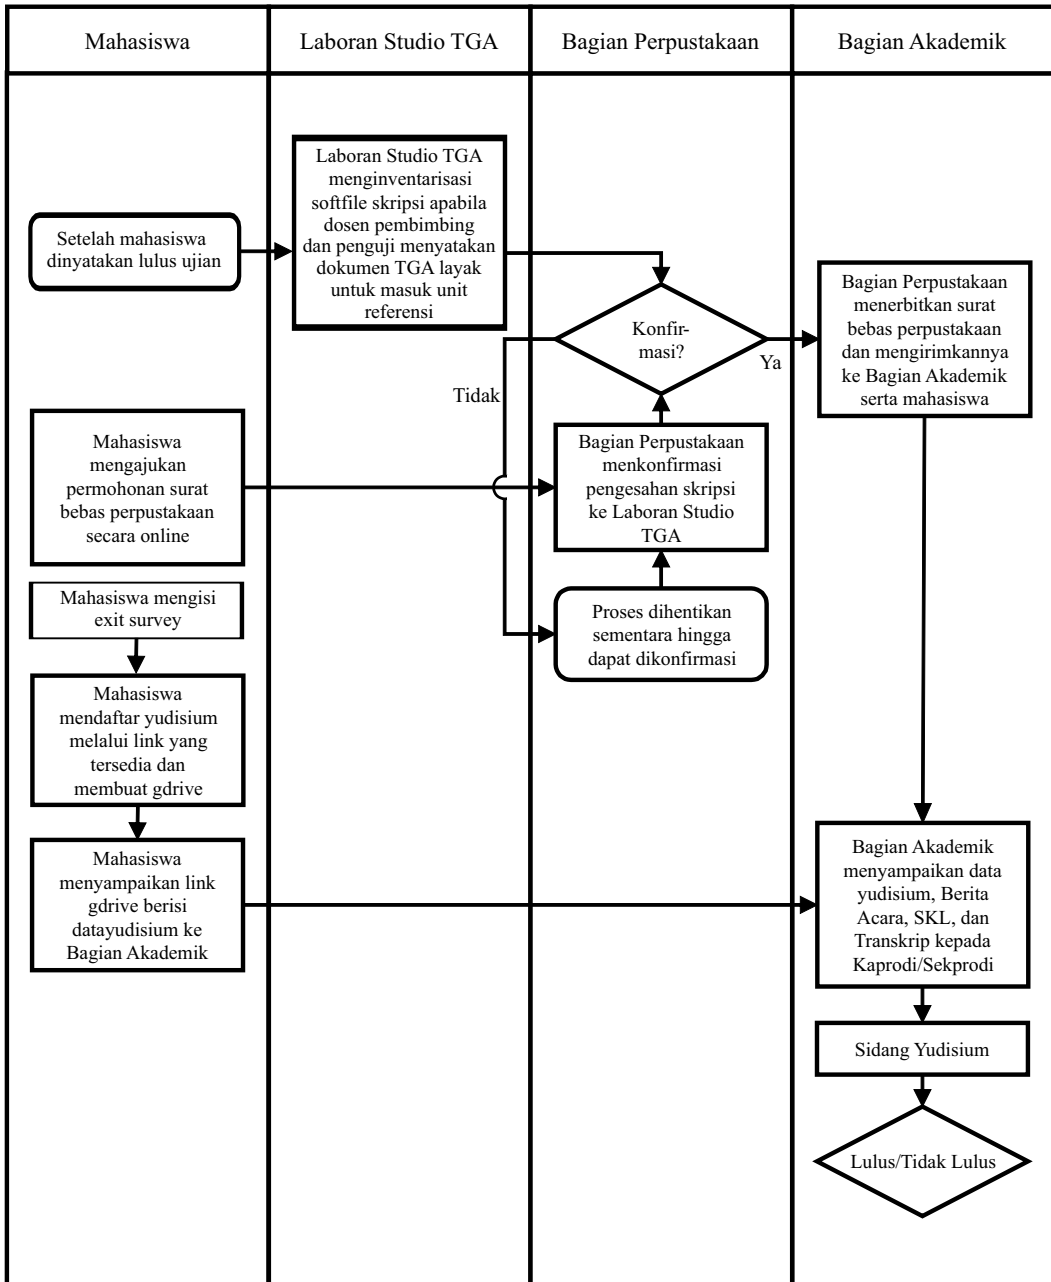 Mahasiswa
Laboran Studio TGA
Bagian Perpustakaan
Bagian Akademik
Setelah mahasiswa
dinyatakan lulus ujian
Laboran Studio TGA
menginventarisasi
softfile skripsi apabila
dosen pembimbing
dan penguji menyatakan
dokumen TGA layak
untuk masuk unit
referensi
Konfir-
masi?
Ya
Tidak
Bagian Perpustakaan
menerbitkan surat
bebas perpustakaan
dan mengirimkannya
ke Bagian Akademik
serta mahasiswa
Mahasiswa
mengajukan
permohonan surat
bebas perpustakaan
secara online
Bagian Perpustakaan
menkonfirmasi
pengesahan skripsi
ke Laboran Studio
TGA
Mahasiswa mengisi
exit survey
Proses dihentikan
sementara hingga
dapat dikonfirmasi
Mahasiswa
mendaftar yudisium
melalui link yang
tersedia dan
membuat gdrive
Mahasiswa
menyampaikan link
gdrive berisi
datayudisium ke
Bagian Akademik
Bagian Akademik
menyampaikan data
yudisium, Berita
Acara, SKL, dan
Transkrip kepada
Kaprodi/Sekprodi
Sidang Yudisium
Lulus/Tidak Lulus